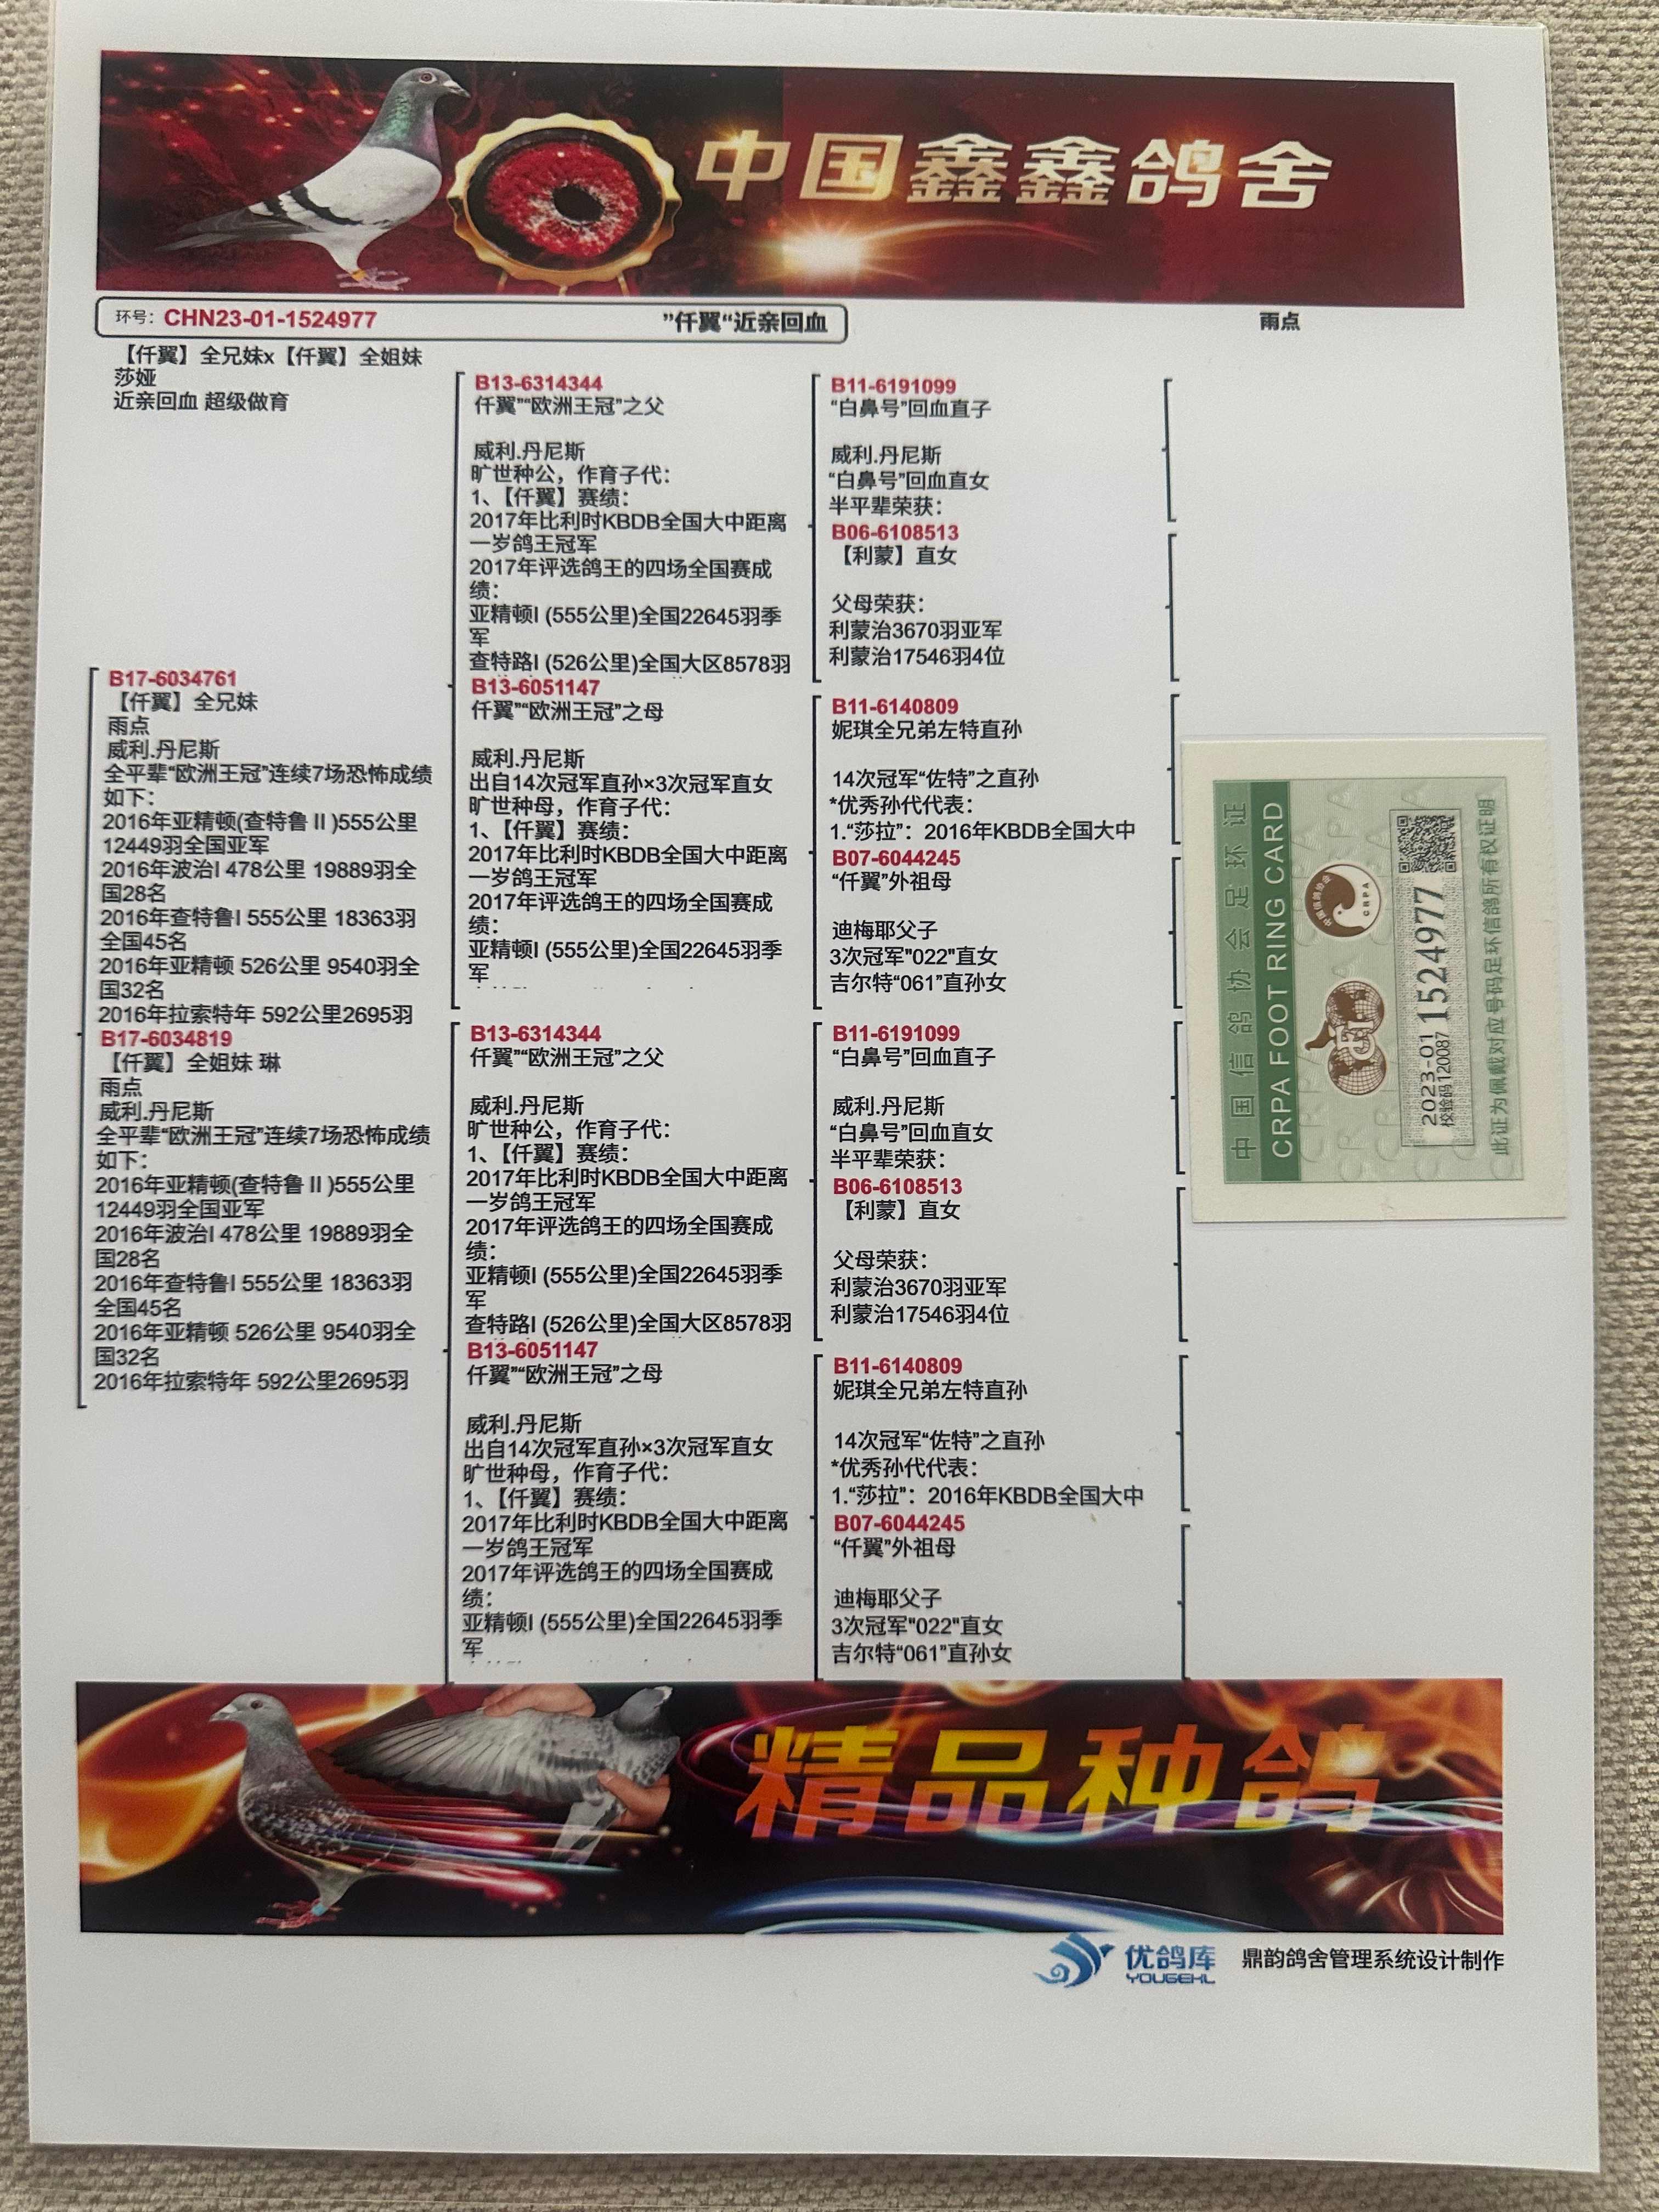 中国鑫鑫鸽舍
环号：CHN23-01-1524977
”仟翼“近亲回血
雨点
【仟翼】全兄妹x【仟翼】全姐妹
莎娅
近亲回血 超级做育
B17-6034761
【仟翼】全兄妹
雨点
威利.丹尼斯
全平辈“欧洲王冠”连续7场恐怖成绩
如下：
2016年亚精顿(查特鲁Ⅱ)555公里
12449羽全国亚军
2016年波治I 478公里 19889羽全
国28名
2016年查特鲁I 555公里 18363羽
全国45名
2016年亚精顿 526公里 9540羽全
国32名
2016年拉索特年 592公里2695羽
B17-6034819
【仟翼】全姐妹 琳
雨点
威利.丹尼斯
全平辈“欧洲王冠”连续7场恐怖成绩
如下：
2016年亚精顿(查特鲁Ⅱ)555公里
12449羽全国亚军
2016年波治I 478公里 19889羽全
国28名
2016年查特鲁I 555公里 18363羽
全国45名
2016年亚精顿 526公里 9540羽全
国32名
2016年拉索特年 592公里2695羽
B13-6314344
仟翼”“欧洲王冠”之父
威利.丹尼斯
旷世种公，作育子代：
1、【仟翼】赛绩：
2017年比利时KBDB全国大中距离
一岁鸽王冠军
2017年评选鸽王的四场全国赛成
绩：
亚精顿I (555公里)全国22645羽季
军
查特路I (526公里)全国大区8578羽
B13-6051147
仟翼”“欧洲王冠”之母
威利.丹尼斯
出自14次冠军直孙×3次冠军直女
旷世种母，作育子代：
1、【仟翼】赛绩：
2017年比利时KBDB全国大中距离
一岁鸽王冠军
2017年评选鸽王的四场全国赛成
绩：
亚精顿I (555公里)全国22645羽季
军
B13-6314344
仟翼”“欧洲王冠”之父
威利.丹尼斯
旷世种公，作育子代：
1、【仟翼】赛绩：
2017年比利时KBDB全国大中距离
一岁鸽王冠军
2017年评选鸽王的四场全国赛成
绩：
亚精顿I (555公里)全国22645羽季
军
查特路I (526公里)全国大区8578羽
B13-6051147
仟翼”“欧洲王冠”之母
威利.丹尼斯
出自14次冠军直孙×3次冠军直女
旷世种母，作育子代：
1、【仟翼】赛绩：
2017年比利时KBDB全国大中距离
一岁鸽王冠军
2017年评选鸽王的四场全国赛成
绩：
亚精顿I (555公里)全国22645羽季
军
B11-6191099
“白鼻号”回血直子
威利.丹尼斯
“白鼻号”回血直女
半平辈荣获：
B06-6108513
【利蒙】直女
父母荣获：
利蒙治3670羽亚军
利蒙治17546羽4位
B11-6140809
妮琪全兄弟左特直孙
14次冠军“佐特”之直孙
*优秀孙代代表：
1.“莎拉”：2016年KBDB全国大中
B07-6044245
“仟翼”外祖母
迪梅耶父子
3次冠军"022"直女
吉尔特“061”直孙女
B11-6191099
“白鼻号”回血直子
威利.丹尼斯
“白鼻号”回血直女
半平辈荣获：
B06-6108513
【利蒙】直女
父母荣获：
利蒙治3670羽亚军
利蒙治17546羽4位
B11-6140809
妮琪全兄弟左特直孙
14次冠军“佐特”之直孙
*优秀孙代代表：
1.“莎拉”：2016年KBDB全国大中
B07-6044245
“仟翼”外祖母
迪梅耶父子
3次冠军"022"直女
吉尔特“061”直孙女
中国信鸽协会足环证
CRPA FOOT RING CARD
中国信鸽协会
CRPA
2023-01 1524977
校验码120087
此证为佩戴对应号码足环信鸽所有权证明
精品种鸽
优鸽库
YOUGEKL
鼎韵鸽舍管理系统设计制作